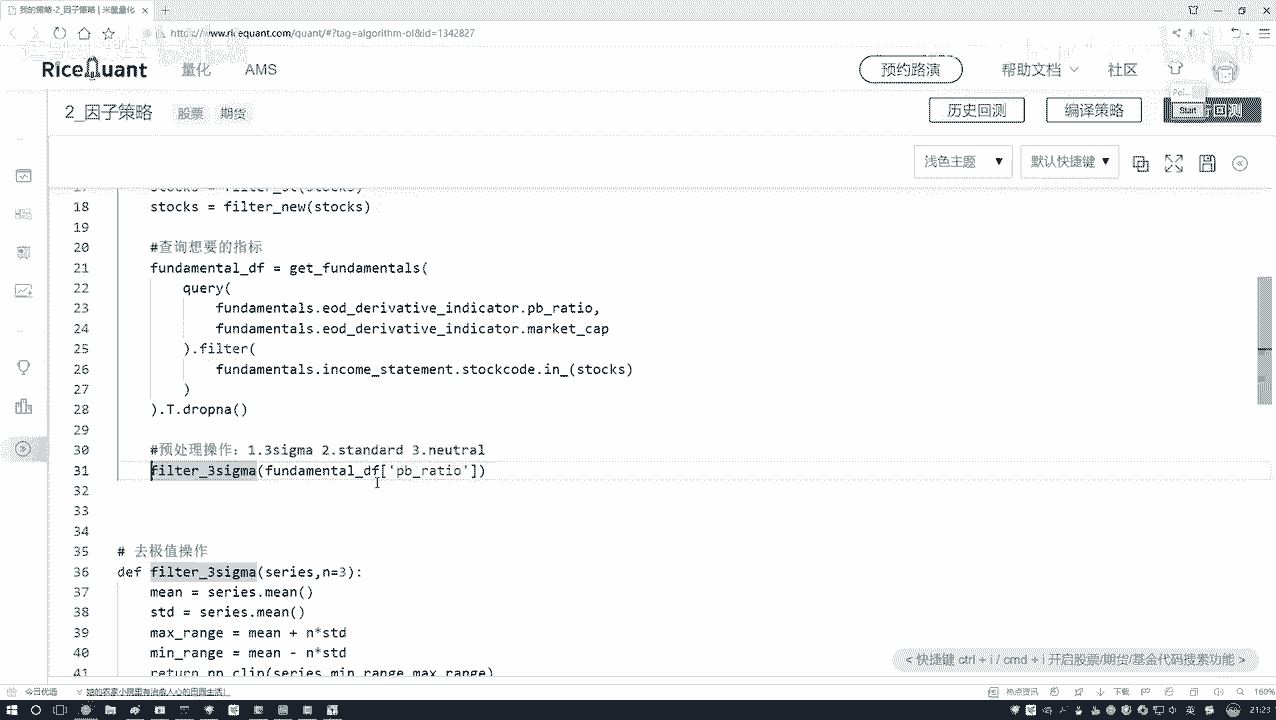 我的策略-2_因子策略 | 米筐量化
https://www.ricequant.com/quant/#?tag=algorithm-ol&id=1342827
RiceQuant 量化 AMS 预约路演 帮助文档 社区
2_因子策略 股票 期货 历史回测 编译策略
Start
浅色主题 默认快捷键
18 stocks = filter_new(stocks)
19
20 #查询想要的指标
21 fundamental_df = get_fundamentals(
22 query(
23 fundamentals.eod_derivative_indicator.pb_ratio,
24 fundamentals.eod_derivative_indicator.market_cap
25 ).filter(
26 fundamentals.income_statement.stockcode.in_(stocks)
27 )
28 ).T.dropna()
29
30 #预处理操作: 1.3sigma 2.standard 3.neutral
31 filter_3sigma(fundamental_df['pb_ratio'])
32
33
34
35 # 去极值操作
36 def filter_3sigma(series,n=3):
37 mean = series.mean()
38 std = series.mean()
39 max_range = mean + n*std
40 min_range = mean - n*std
41 return np.clip(series,min_range,max_range)
<快捷键 ctrl + i / cmd + i 开启股票/期货/基金代码搜索功能 >
今日优选 热点资讯 下载 160%
21:23